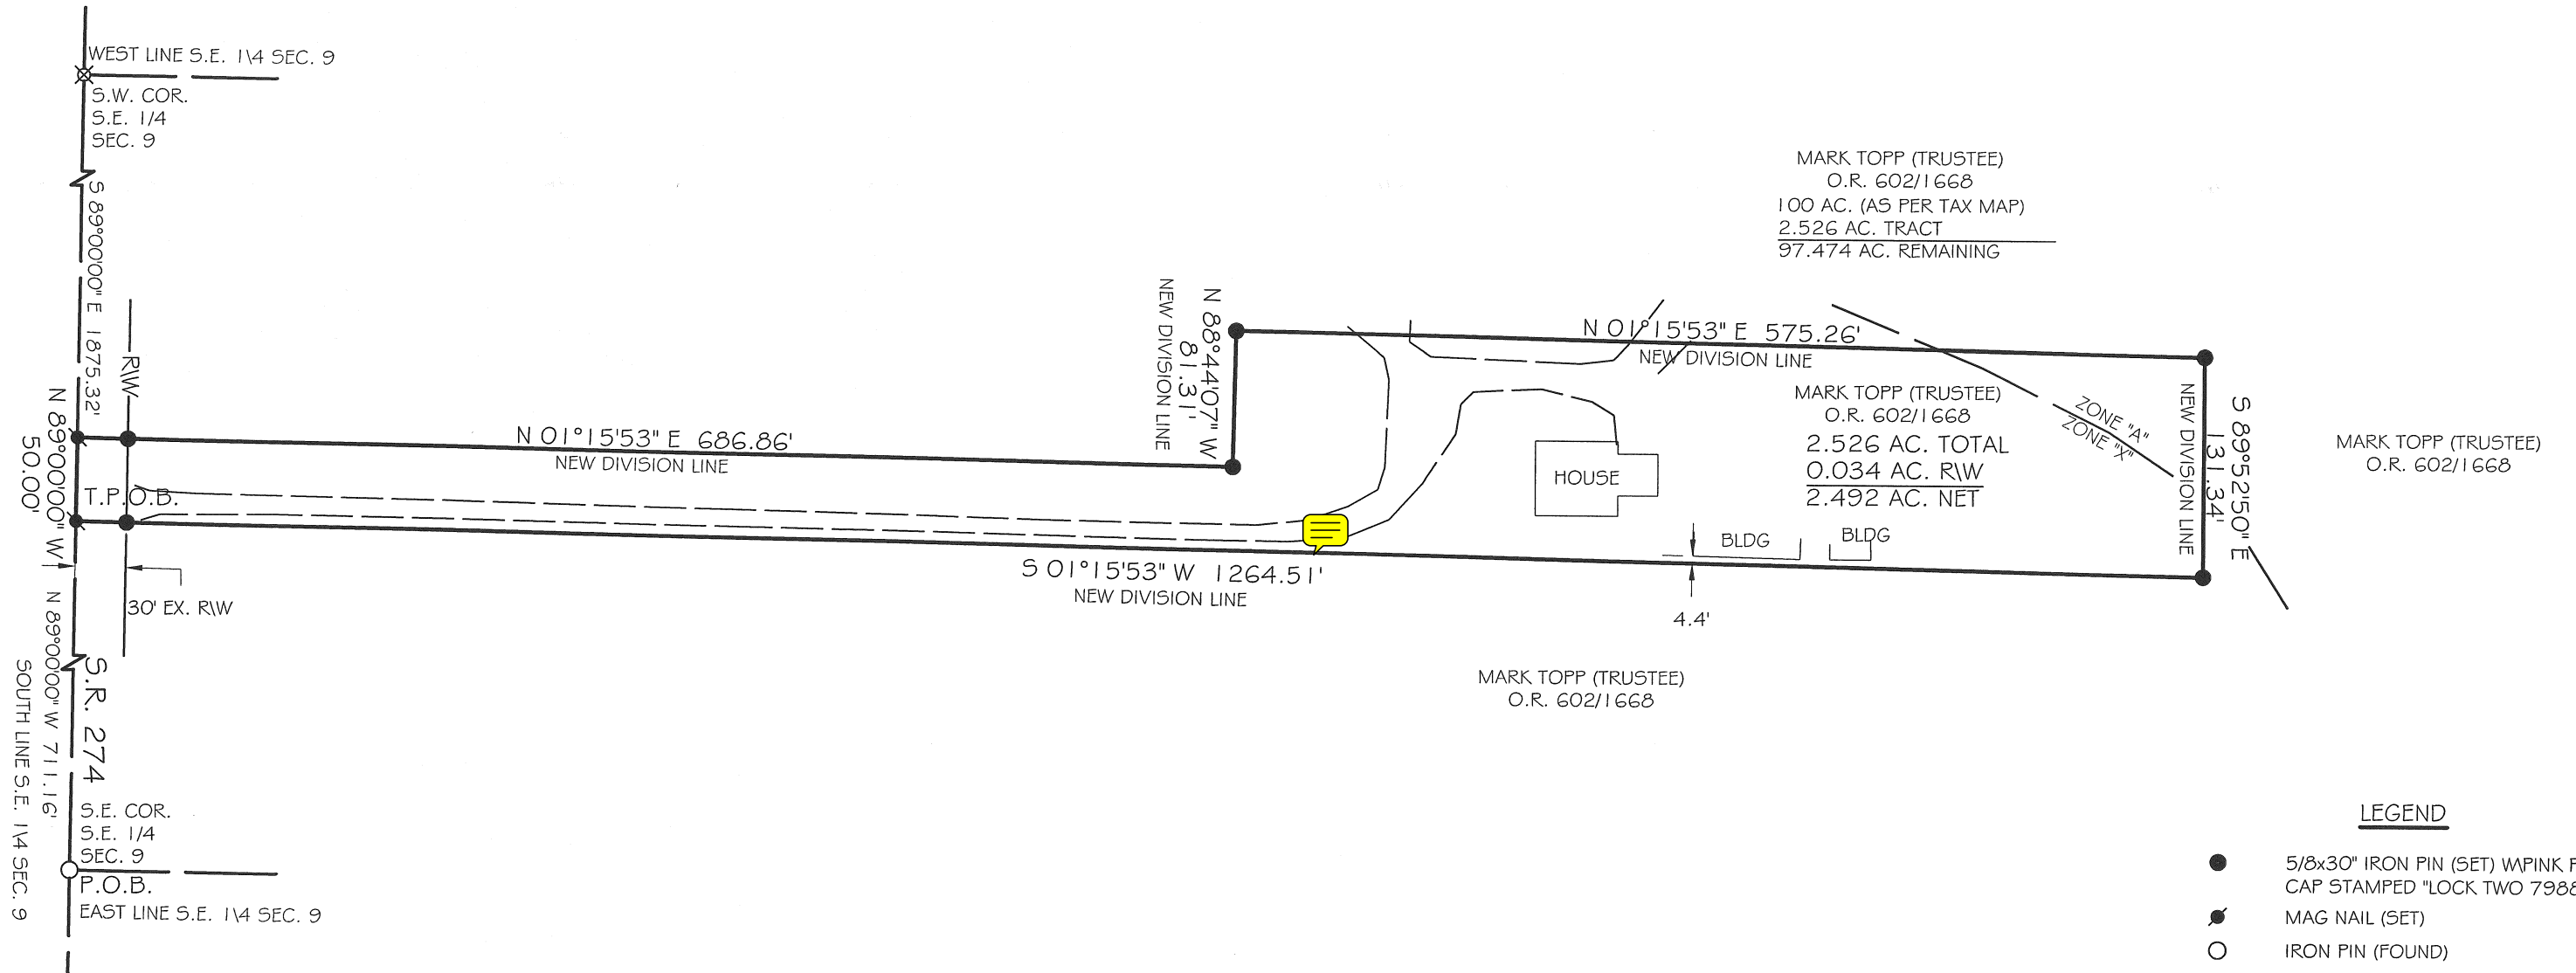 WEST LINE S.E. 1\4 SEC. 9
S.W. COR.
S.E. 1/4
SEC. 9
S 89°00'00" E 1875.32'
R\W
N 89°00'00" W
50.00'
T.P.O.B.
30' EX. R\W
N 89°00'00" W 711.16'
SOUTH LINE S.E. 1\4 SEC. 9
S.R. 274
S.E. COR.
S.E. 1/4
SEC. 9
P.O.B.
EAST LINE S.E. 1\4 SEC. 9
N 01°15'53" E 686.86'
NEW DIVISION LINE
N 88°44'07" W
81.31'
NEW DIVISION LINE
MARK TOPP (TRUSTEE)
O.R. 602/1668
100 AC. (AS PER TAX MAP)
2.526 AC. TRACT
97.474 AC. REMAINING
N 01°15'53" E 575.26'
NEW DIVISION LINE
MARK TOPP (TRUSTEE)
O.R. 602/1668
2.526 AC. TOTAL
0.034 AC. R\W
2.492 AC. NET
HOUSE
BLDG
BLDG
ZONE "A"
ZONE "X"
S 89°52'50" E
131.34'
NEW DIVISION LINE
MARK TOPP (TRUSTEE)
O.R. 602/1668
S 01°15'53" W 1264.51'
NEW DIVISION LINE
4.4'
MARK TOPP (TRUSTEE)
O.R. 602/1668
LEGEND
5/8x30" IRON PIN (SET) W\PINK
CAP STAMPED "LOCK TWO 7988
MAG NAIL (SET)
IRON PIN (FOUND)